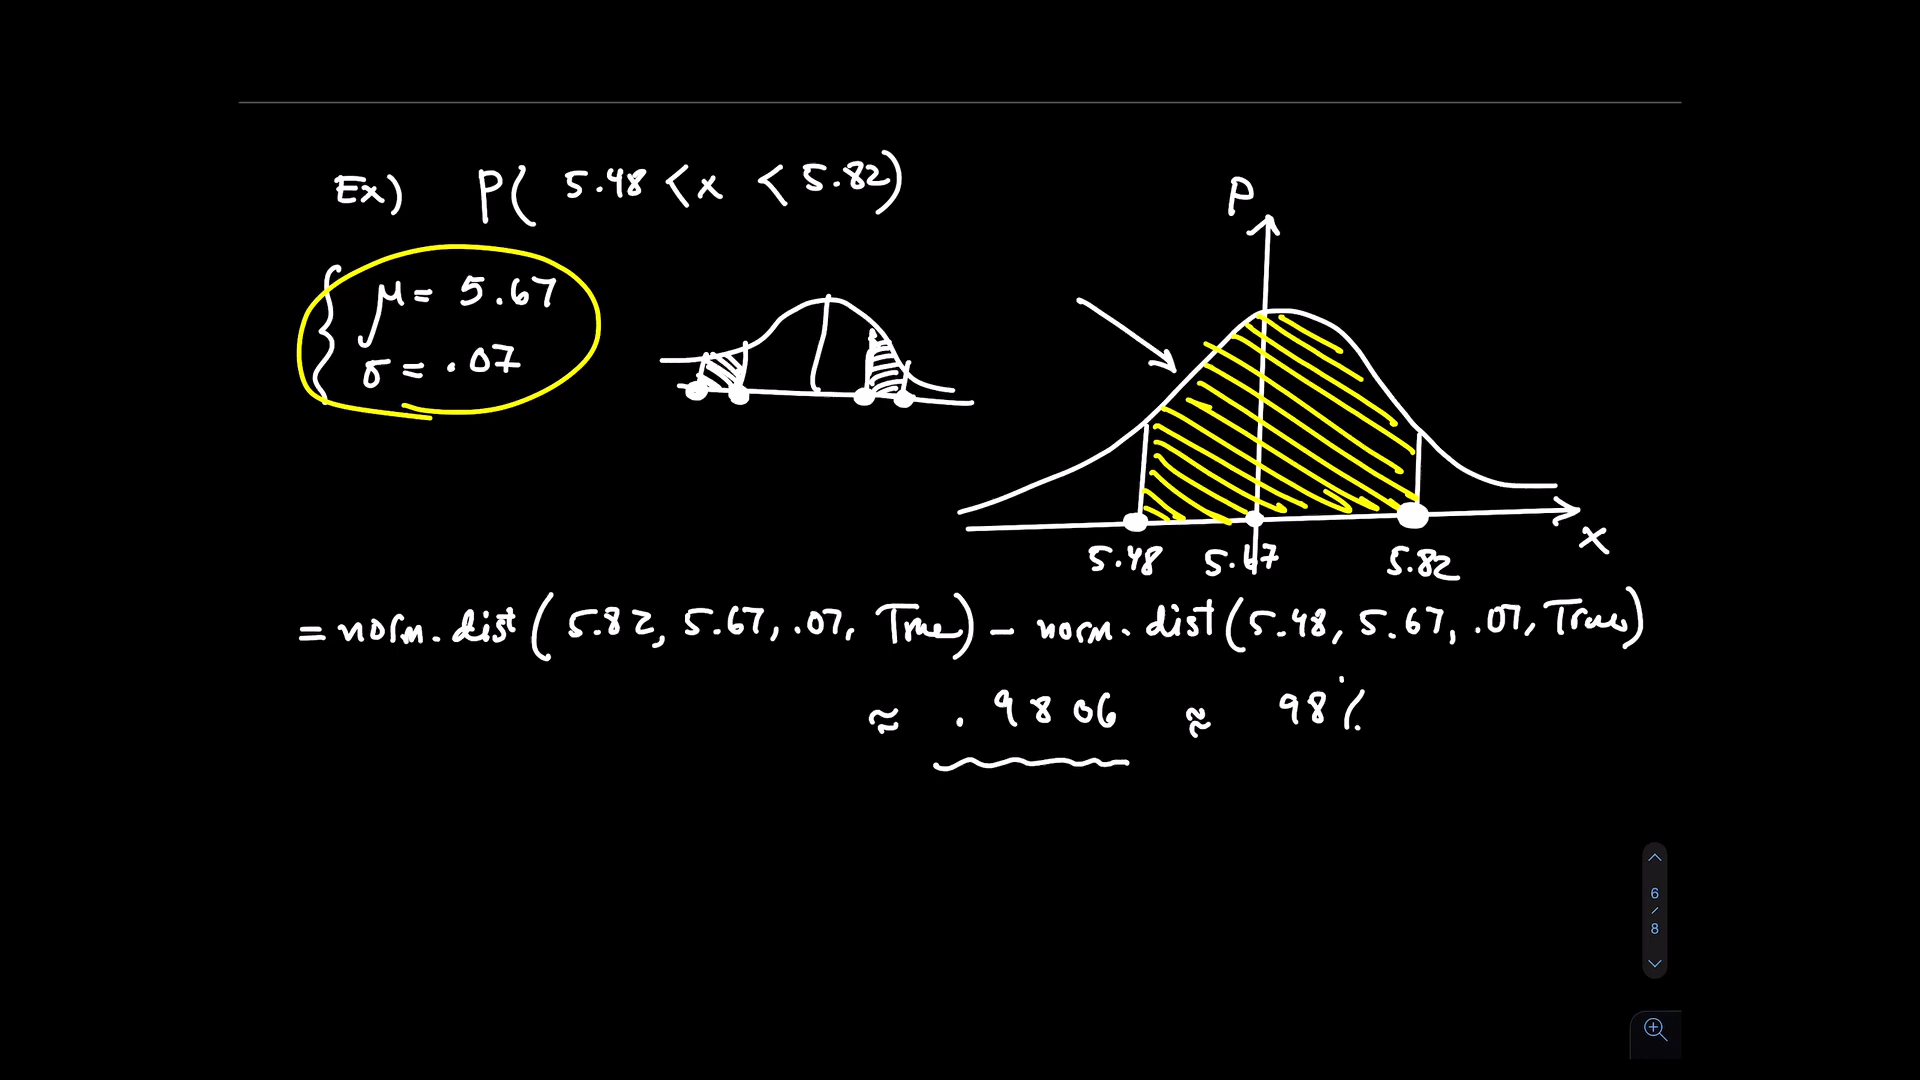 Ex) P( 5.48 < x < 5.82)
P
μ = 5.67
σ = .07
5.48 5.67 5.82
x
= norm.dist(5.82, 5.67, .07, True) - norm.dist(5.48, 5.67, .07, True)
≈ .9806 ≈ 98%
6
/
8